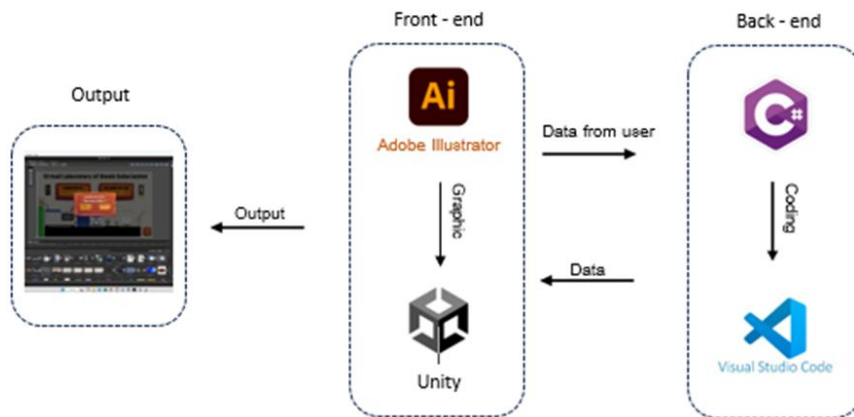 Front - end
Back - end
Output
Ai
Adobe Illustrator
Data from user
C#
Output
Graphic
Coding
Data
Unity
Visual Studio Code